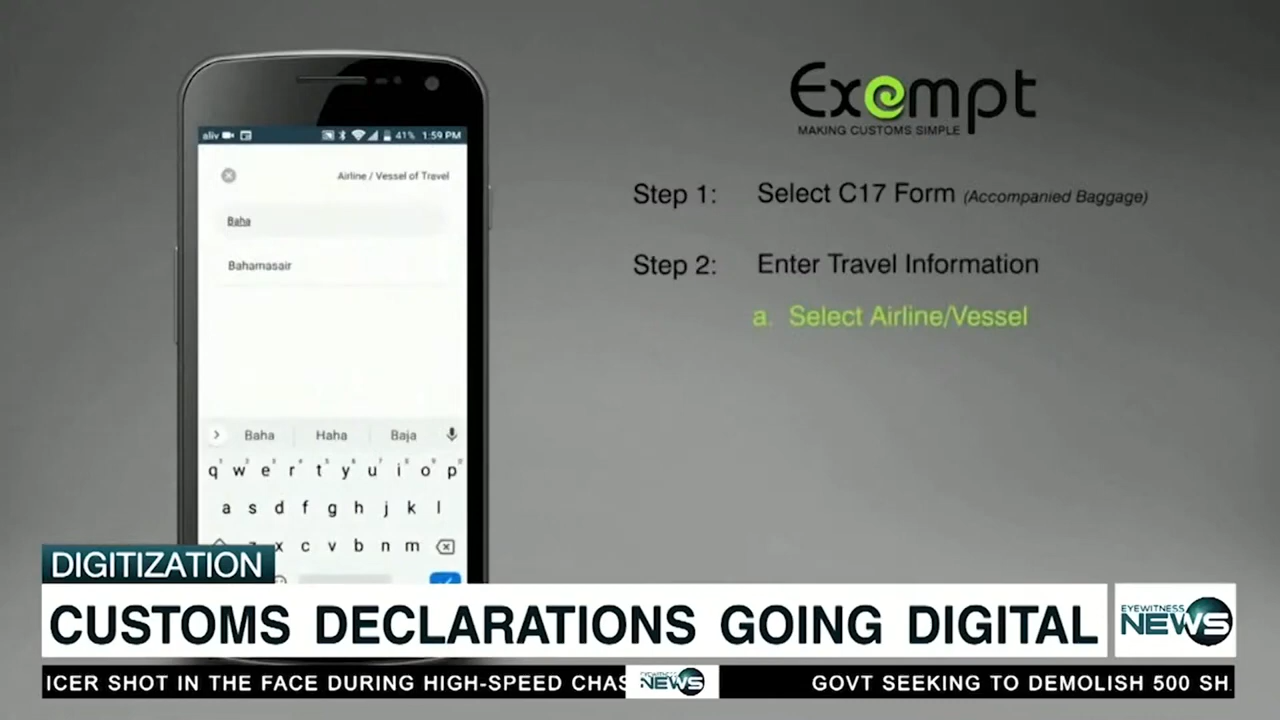 Exempt
MAKING CUSTOMS SIMPLE
aliv 41% 1:59 PM
Airline / Vessel of Travel
Baha
Bahamasair
Baha Haha Baja
q w e r t y u i o p
a s d f g h j k l
z x c v b n m
Step 1: Select C17 Form (Accompanied Baggage)
Step 2: Enter Travel Information
a. Select Airline/Vessel
DIGITIZATION
CUSTOMS DECLARATIONS GOING DIGITAL
EYEWITNESS
NEWS
ICER SHOT IN THE FACE DURING HIGH-SPEED CHAS
EYEWITNESS
NEWS
GOVT SEEKING TO DEMOLISH 500 SH